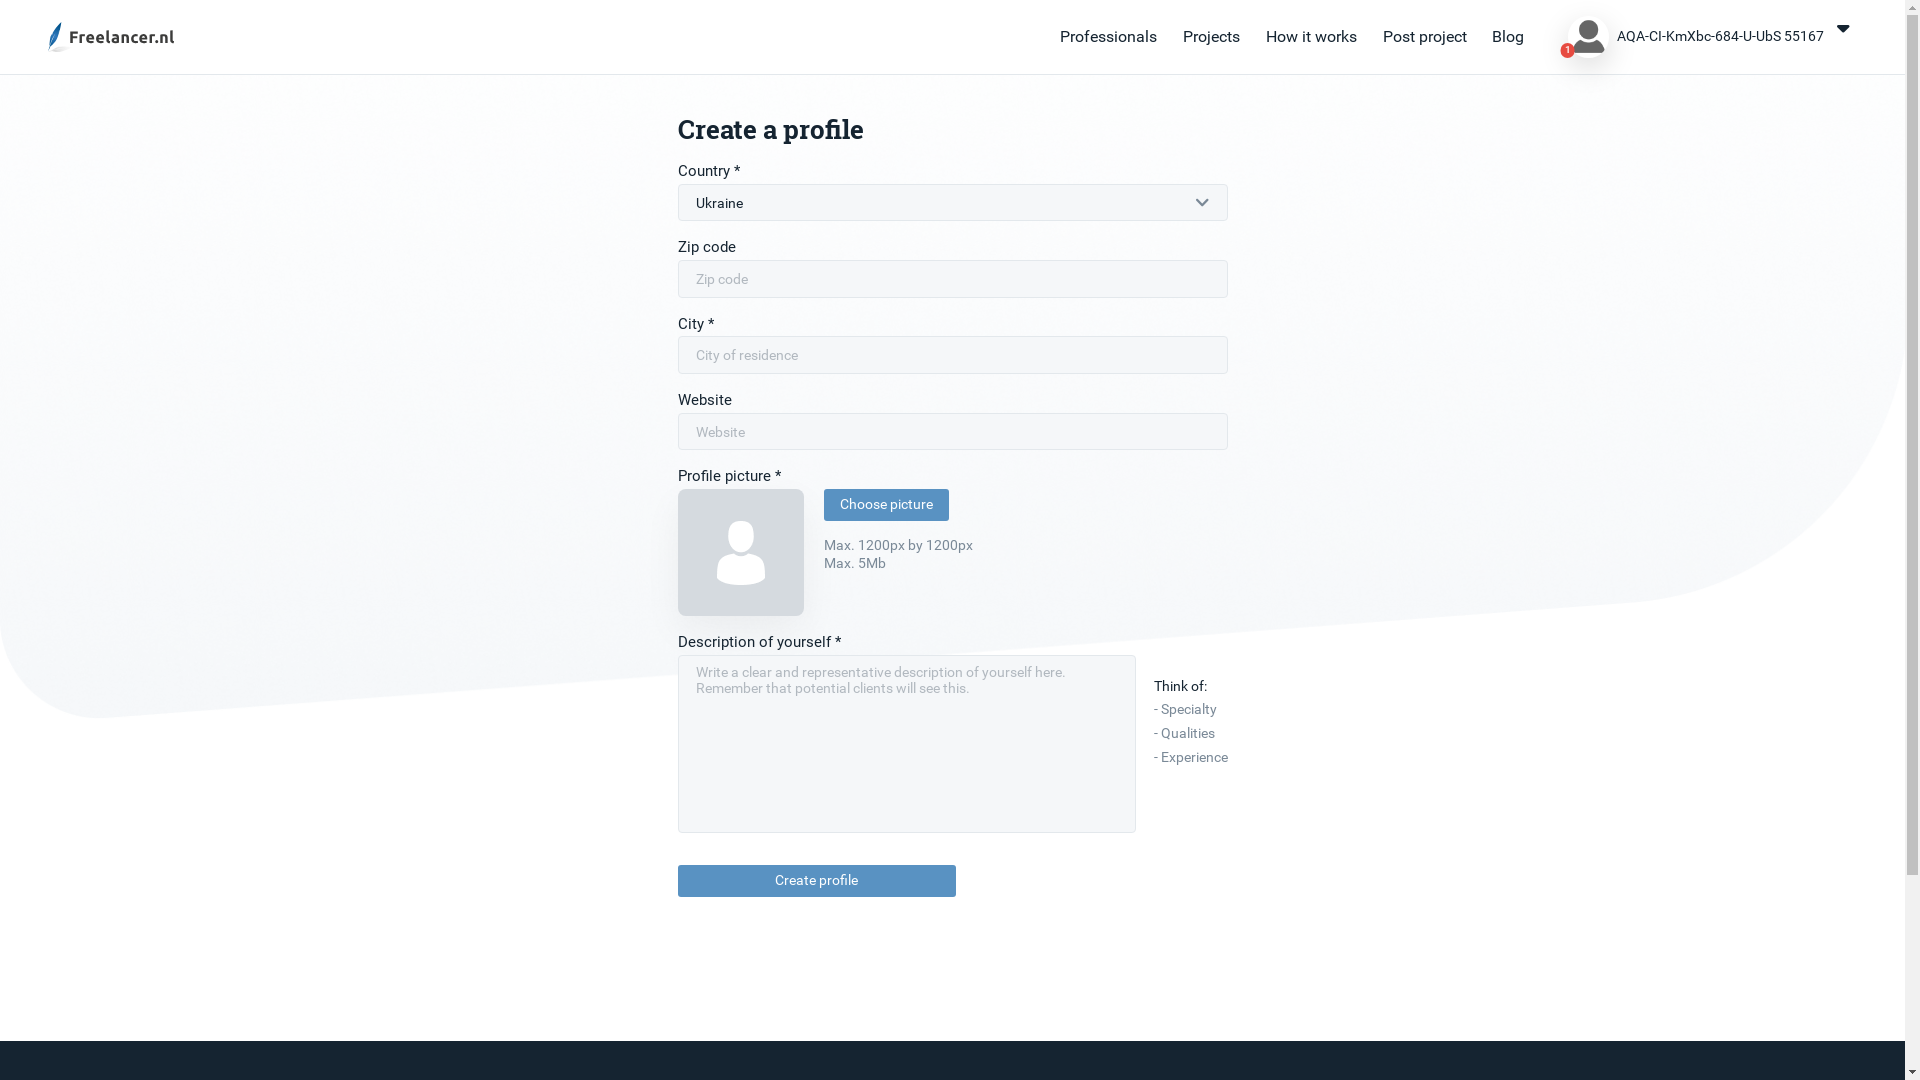 Freelancer.nl
Professionals
Projects
How it works
Post project
Blog
1
AQA-CI-KmXbc-684-U-UbS 55167
Create a profile
Country *
Ukraine
Zip code
Zip code
City *
City of residence
Website
Website
Profile picture *
Choose picture
Max. 1200px by 1200px
Max. 5Mb
Description of yourself *
Write a clear and representative description of yourself here.
Remember that potential clients will see this.
Think of:
- Specialty
- Qualities
- Experience
Create profile